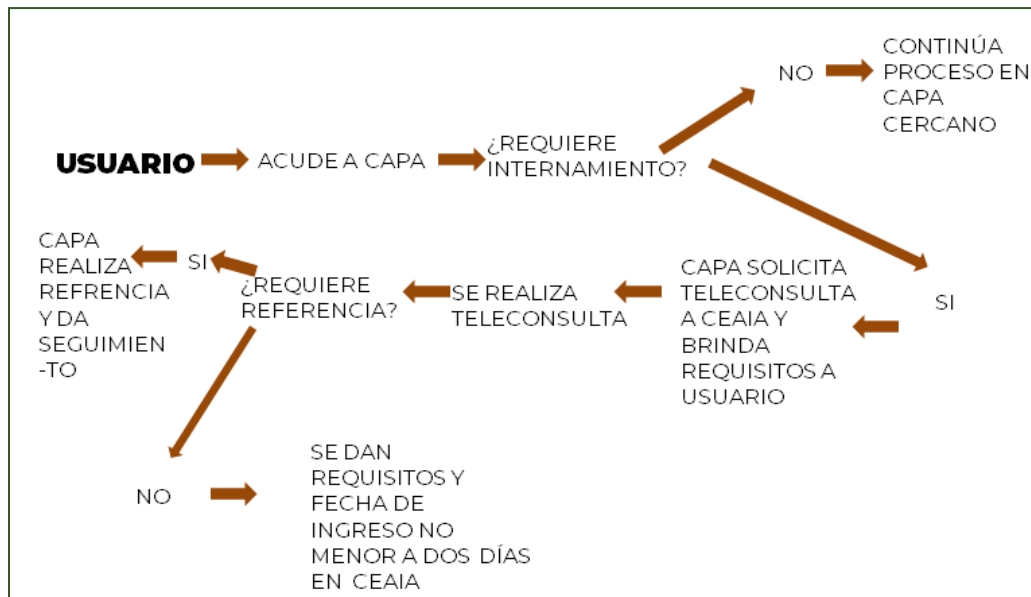 USUARIO
ACUDE A CAPA
¿REQUIERE
INTERNAMIENTO?
NO
CONTINÚA
PROCESO EN
CAPA
CERCANO
SI
CAPA SOLICITA
TELECONSULTA
A CEAIA Y
BRINDA
REQUISITOS A
USUARIO
SE REALIZA
TELECONSULTA
¿REQUIERE
REFERENCIA?
SI
CAPA
REALIZA
REFRENCIA
Y DA
SEGUIMIEN
-TO
NO
SE DAN
REQUISITOS Y
FECHA DE
INGRESO NO
MENOR A DOS DÍAS
EN CEAIA